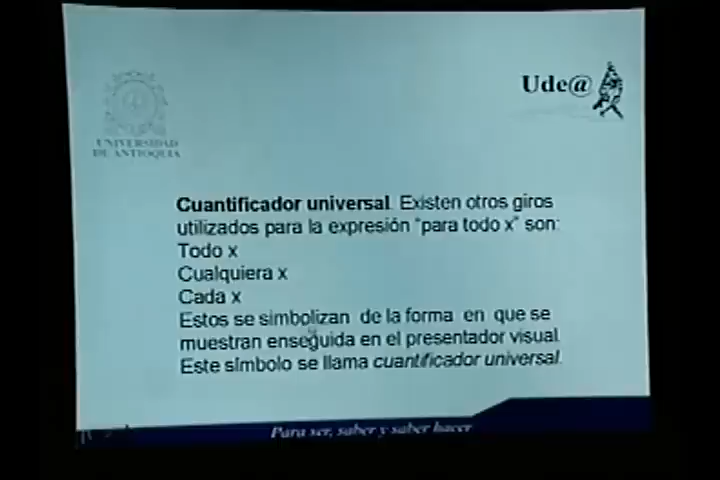 UNIVERSIDAD
DE ANTIOQUIA
Ude@
Cuantificador universal. Existen otros giros
utilizados para la expresión "para todo x" son:
Todo x
Cualquiera x
Cada x
Estos se simbolizan de la forma en que se
muestran enseguida en el presentador visual.
Este símbolo se llama cuantificador universal.
Para ser, saber y saber hacer